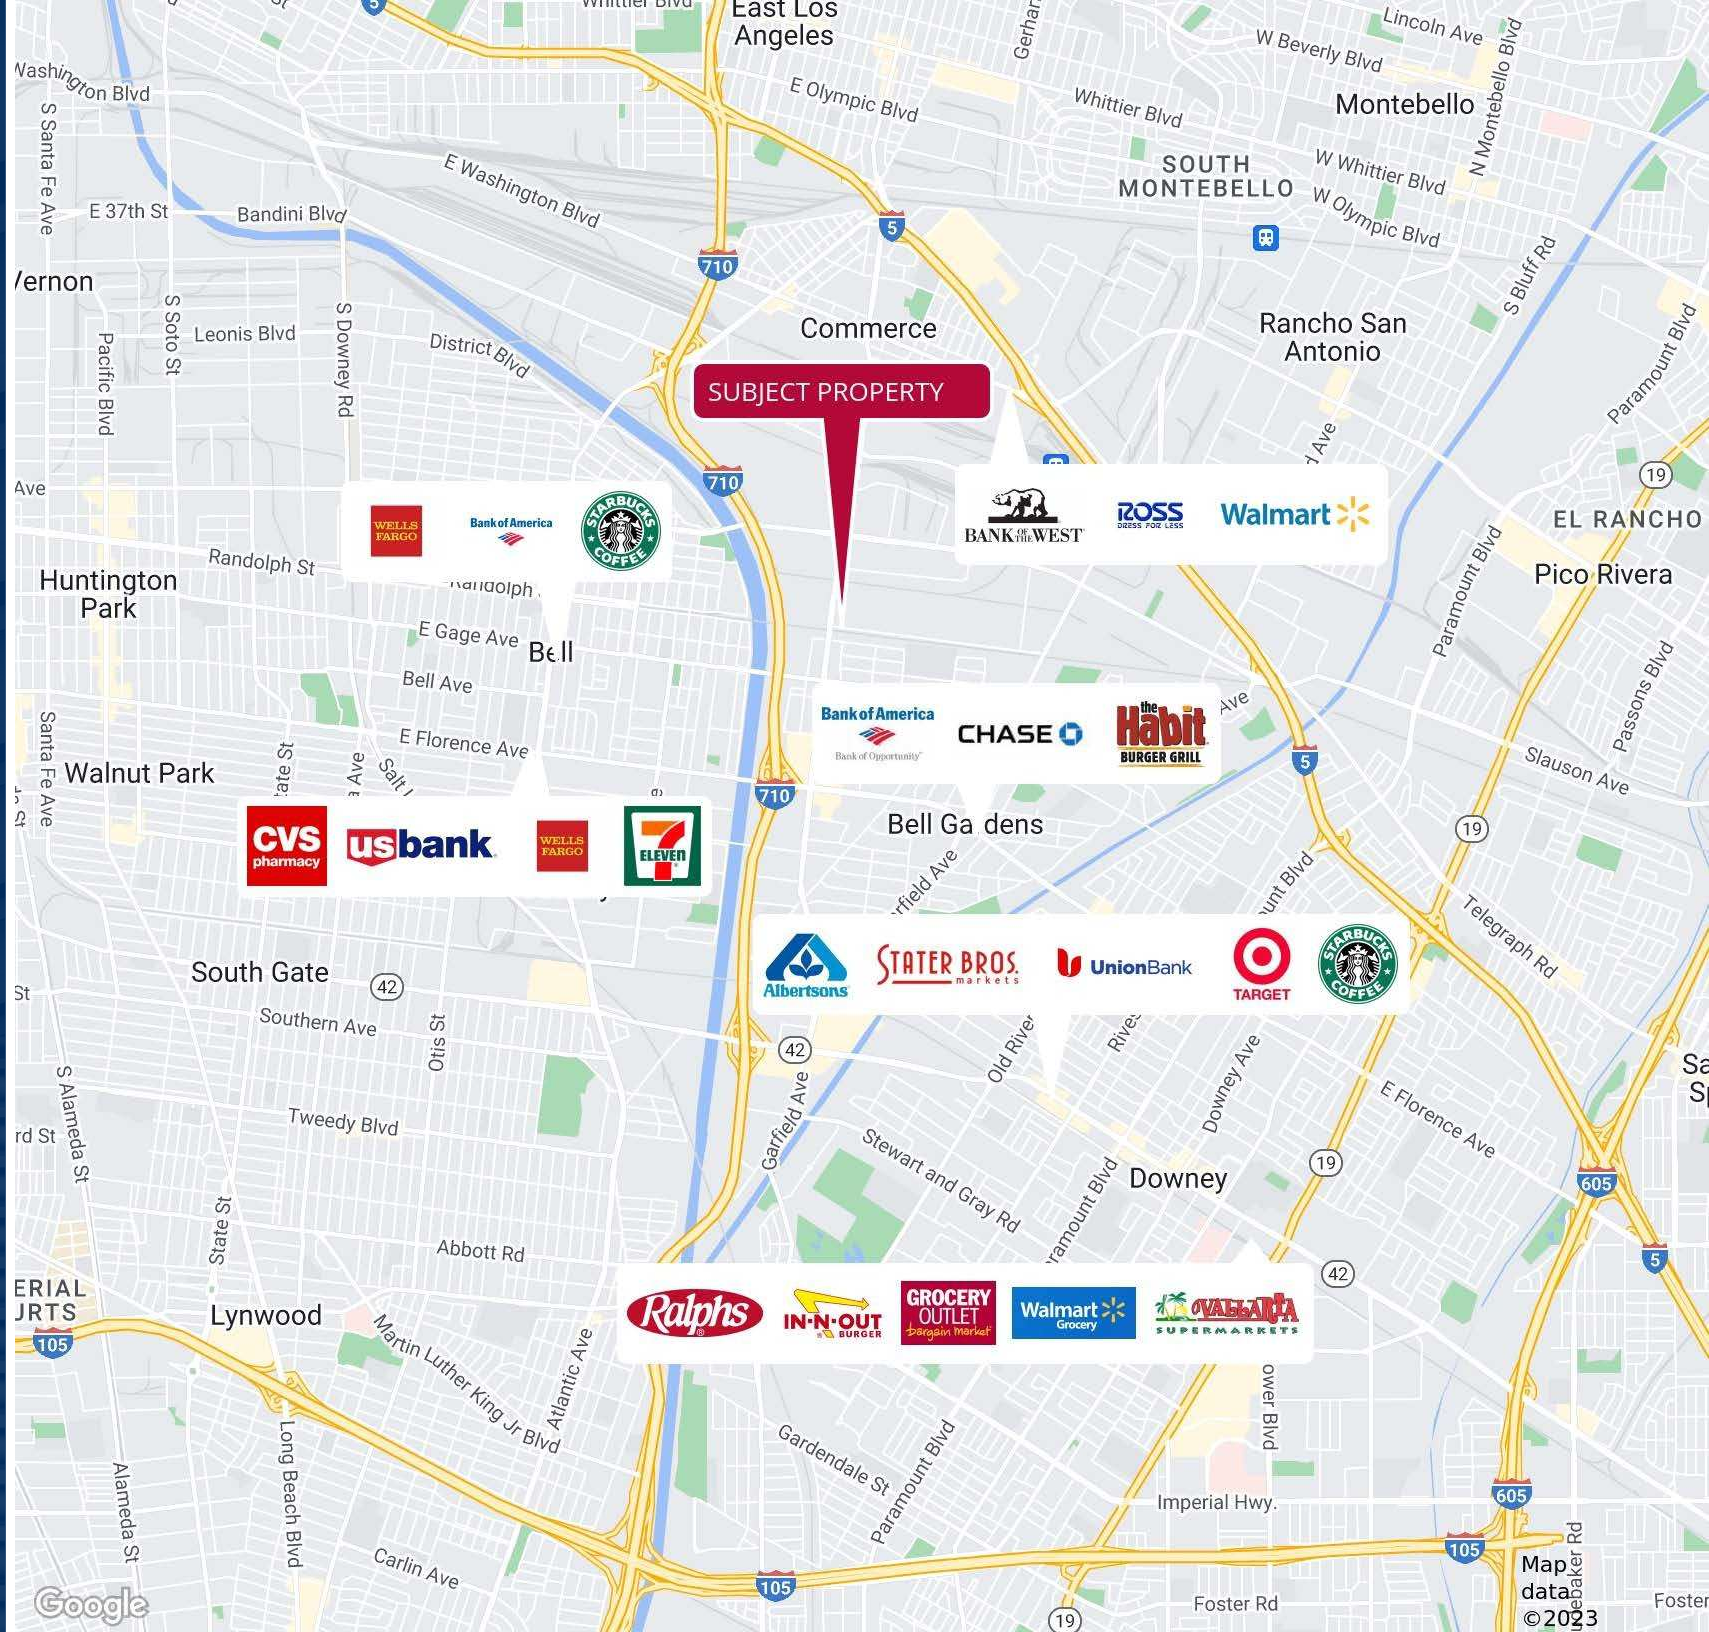 East Los
Angeles
Whittier Blvd
5
Lincoln Ave
W Beverly Blvd
N Montebello Blvd
Washington Blvd
E Olympic Blvd
Whittier Blvd
Montebello
S Santa Fe Ave
E Washington Blvd
SOUTH
MONTEBELLO
W Whittier Blvd
W Olympic Blvd
E 37th St
Bandini Blvd
5
710
S Bluff Rd
Vernon
S Soto St
Leonis Blvd
S Downey Rd
Pacific Blvd
District Blvd
Commerce
Rancho San
Antonio
Paramount Blvd
SUBJECT PROPERTY
710
19
Ave
WELLS
FARGO
Bank of America
STARBUCKS
COFFEE
BANK OF THE WEST
ROSS
DRESS FOR LESS
Walmart
EL RANCHO
Pico Rivera
Paramount Blvd
Randolph St
Randolph
Huntington
Park
E Gage Ave
Bell
Bell Ave
Passons Blvd
Bank of America
Bank of Opportunity
CHASE
the
Habit
BURGER GRILL
Ave
Santa Fe Ave
E Florence Ave
Walnut Park
5
Slauson Ave
710
19
Bell Ga dens
CVS
pharmacy
usbank
WELLS
FARGO
7
ELEVEN
Telegraph Rd
Albertsons
STATER BROS.
markets
UnionBank
TARGET
STARBUCKS
COFFEE
South Gate
42
Southern Ave
Otis St
42
Old River
Downey Ave
E Florence Ave
S Alameda St
Garfield Ave
Tweedy Blvd
Stewart and Gray Rd
19
Downey
605
State St
Abbott Rd
5
42
Lynwood
105
Ralphs
IN-N-OUT
BURGER
GROCERY
OUTLET
bargain market
Walmart
Grocery
VALLARTA
SUPERMARKETS
Martin Luther King Jr Blvd
Atlantic Ave
Long Beach Blvd
Gardendale St
Paramount Blvd
Alameda St
Imperial Hwy.
605
Carlin Ave
105
105
Foster Rd
19
Foster
Google
Map
data
©2023